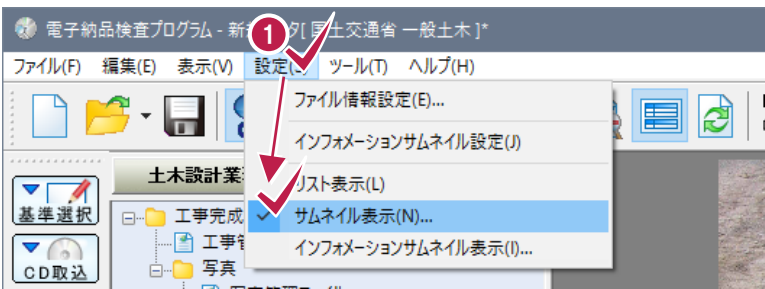 電子納品検査プログラム - 新 タ[ 国土交通省 一般土木 ]*
1
ファイル(F) 編集(E) 表示(V) 設定( ) ツール(T) ヘルプ(H)
ファイル情報設定(E)...
インフォメーションサムネイル設定(J)
リスト表示(L)
サムネイル表示(N)...
インフォメーションサムネイル表示(I)...
土木設計業
基準選択
CD取込
工事完成
工事
写真